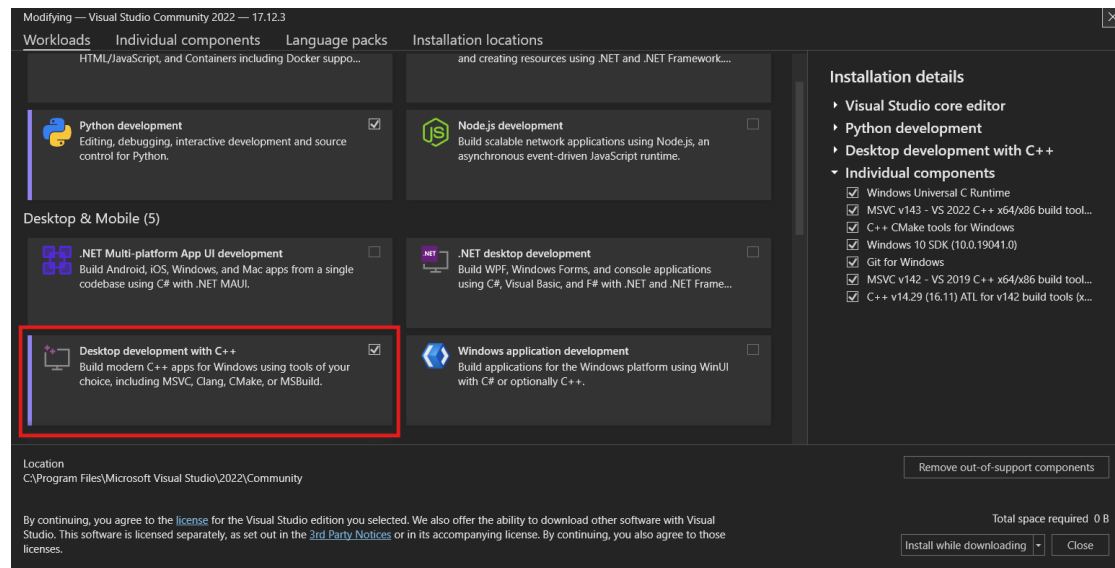 Modifying — Visual Studio Community 2022 — 17.12.3
Workloads Individual components Language packs Installation locations
HTML/JavaScript, and Containers including Docker suppo...
and creating resources using .NET and .NET Framework....
Python development
Editing, debugging, interactive development and source
control for Python.
Node.js development
Build scalable network applications using Node.js, an
asynchronous event-driven JavaScript runtime.
Desktop & Mobile (5)
.NET Multi-platform App UI development
Build Android, iOS, Windows, and Mac apps from a single
codebase using C# with .NET MAUI.
.NET
.NET desktop development
Build WPF, Windows Forms, and console applications
using C#, Visual Basic, and F# with .NET and .NET Frame...
Desktop development with C++
Build modern C++ apps for Windows using tools of your
choice, including MSVC, Clang, CMake, or MSBuild.
Windows application development
Build applications for the Windows platform using WinUI
with C# or optionally C++.
Installation details
Visual Studio core editor
Python development
Desktop development with C++
Individual components
Windows Universal C Runtime
MSVC v143 - VS 2022 C++ x64/x86 build tool...
C++ CMake tools for Windows
Windows 10 SDK (10.0.19041.0)
Git for Windows
MSVC v142 - VS 2019 C++ x64/x86 build tool...
C++ v14.29 (16.11) ATL for v142 build tools (x...
Location
C:\Program Files\Microsoft Visual Studio\2022\Community
Remove out-of-support components
By continuing, you agree to the license for the Visual Studio edition you selected. We also offer the ability to download other software with Visual
Studio. This software is licensed separately, as set out in the 3rd Party Notices or in its accompanying license. By continuing, you also agree to those
licenses.
Total space required 0 B
Install while downloading
Close